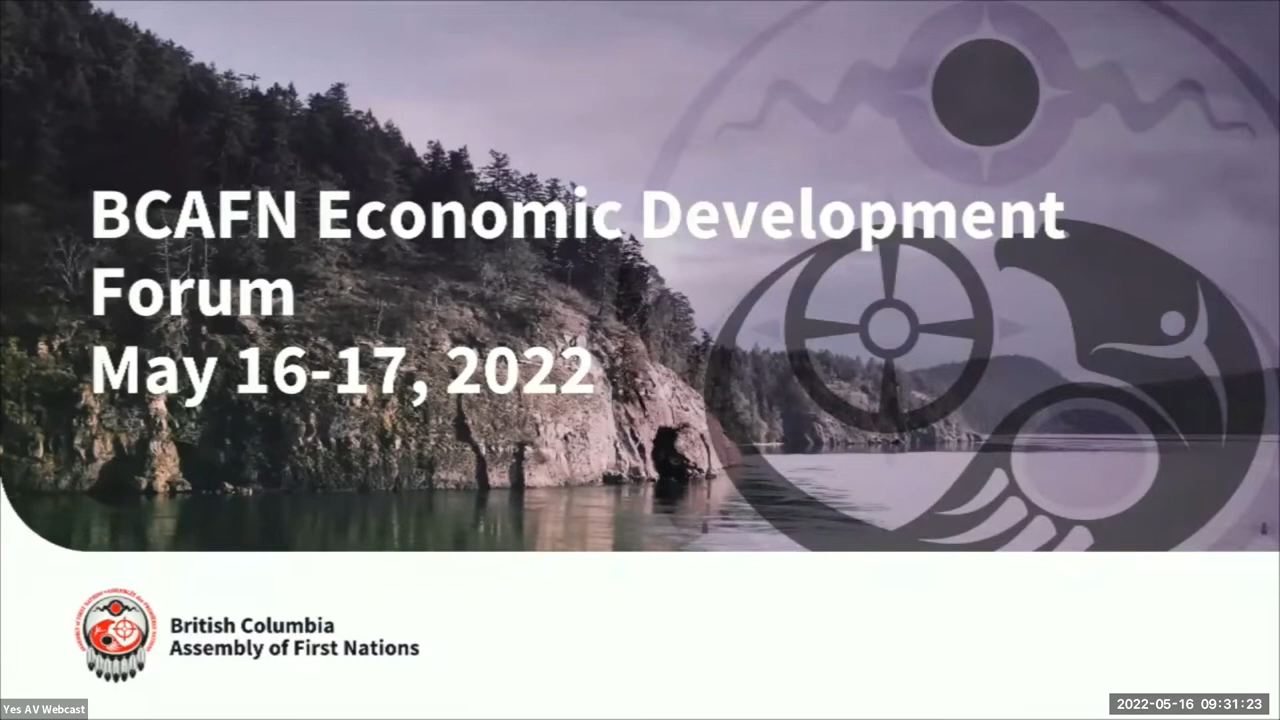 BCAFN Economic Development
Forum
May 16-17, 2022
British Columbia
Assembly of First Nations
Yes AV Webcast
2022-05-16 09:31:23